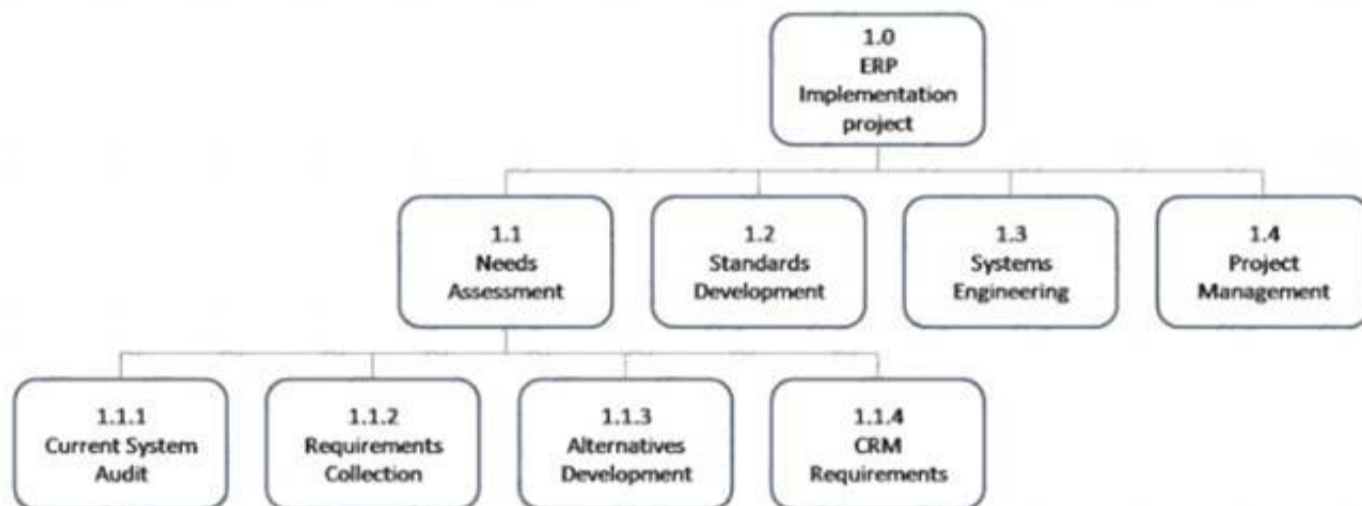 1.0
ERP
Implementation
project
1.1
Needs
Assessment
1.2
Standards
Development
1.3
Systems
Engineering
1.4
Project
Management
1.1.1
Current System
Audit
1.1.2
Requirements
Collection
1.1.3
Alternatives
Development
1.1.4
CRM
Requirements